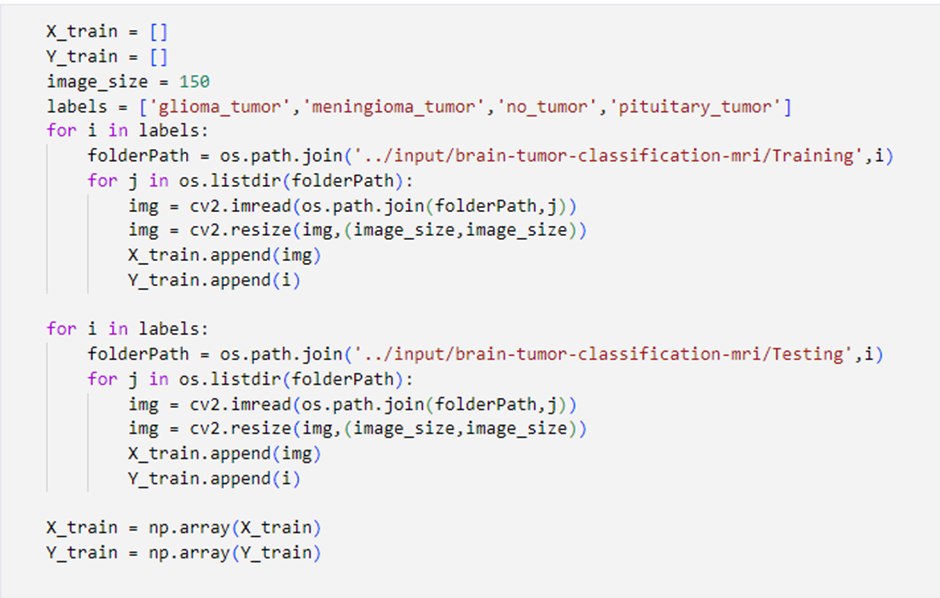 X_train = []
Y_train = []
image_size = 150
labels = ['glioma_tumor','meningioma_tumor','no_tumor','pituitary_tumor']
for i in labels:
    folderPath = os.path.join('../input/brain-tumor-classification-mri/Training',i)
    for j in os.listdir(folderPath):
        img = cv2.imread(os.path.join(folderPath,j))
        img = cv2.resize(img,(image_size,image_size))
        X_train.append(img)
        Y_train.append(i)

for i in labels:
    folderPath = os.path.join('../input/brain-tumor-classification-mri/Testing',i)
    for j in os.listdir(folderPath):
        img = cv2.imread(os.path.join(folderPath,j))
        img = cv2.resize(img,(image_size,image_size))
        X_train.append(img)
        Y_train.append(i)

X_train = np.array(X_train)
Y_train = np.array(Y_train)